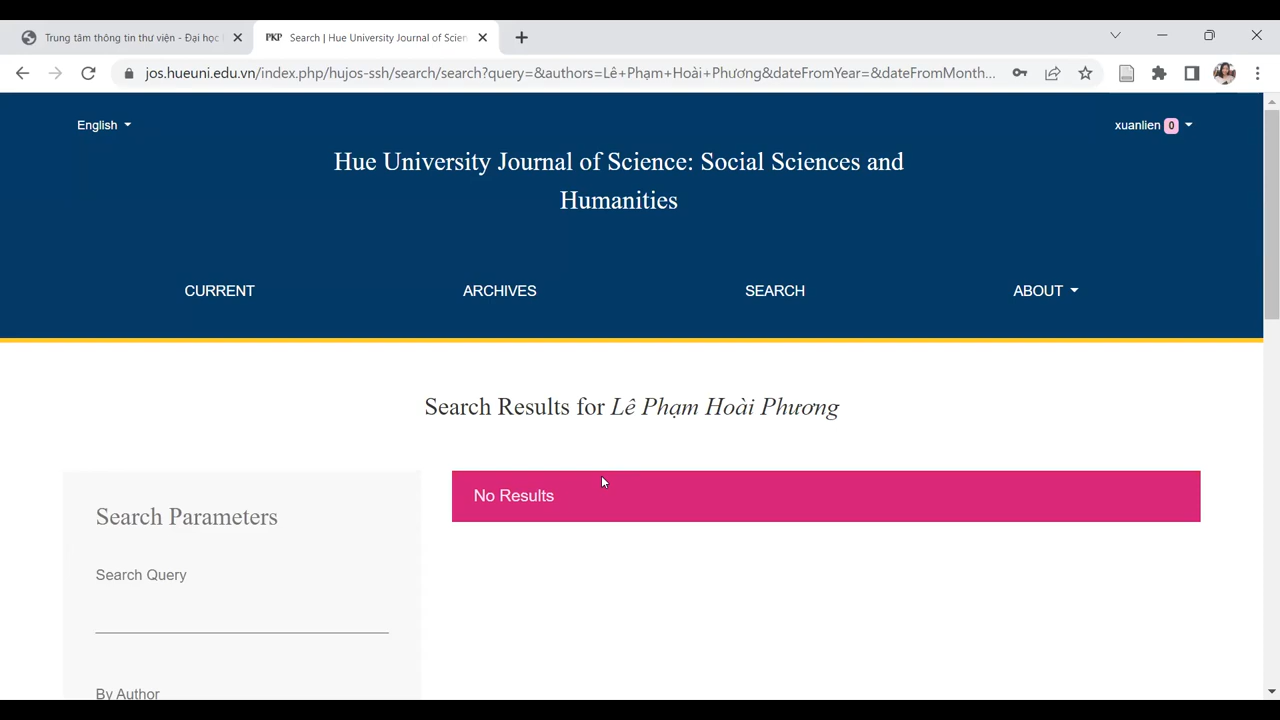 Trung tâm thông tin thư viện - Đại học
PKP Search | Hue University Journal of Scien
jos.hueuni.edu.vn/index.php/hujos-ssh/search/search?query=&authors=Lê+Phạm+Hoài+Phương&dateFromYear=&dateFromMonth...
English
xuanlien 0
Hue University Journal of Science: Social Sciences and
Humanities
CURRENT
ARCHIVES
SEARCH
ABOUT
Search Results for Lê Phạm Hoài Phương
No Results
Search Parameters
Search Query
By Author